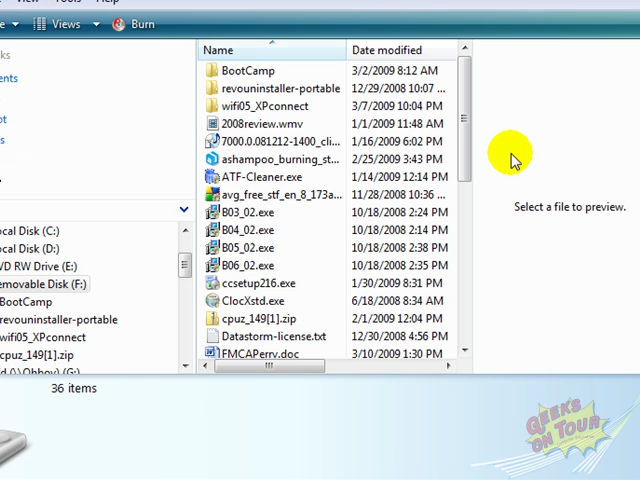 View Tools Help
e Views Burn
ks
ents
ot
s
Name Date modified
BootCamp 3/2/2009 8:12 AM
revouninstaller-portable 12/29/2008 10:07 ...
wifi05_XPconnect 3/7/2009 10:04 PM
2008review.wmv 1/1/2009 11:48 AM
7000.0.081212-1400_cli... 1/16/2009 6:02 PM
ashampoo_burning_st... 2/25/2009 3:43 PM
ATF-Cleaner.exe 1/14/2009 12:14 PM
avg_free_stf_en_8_173a... 11/28/2008 10:36 ...
B03_02.exe 10/18/2008 2:24 PM
B04_02.exe 10/18/2008 2:14 PM
B05_02.exe 10/18/2008 2:38 PM
B06_02.exe 10/18/2008 2:35 PM
ccsetup216.exe 1/30/2009 8:31 PM
ClocXstd.exe 6/18/2008 8:34 AM
cpuz_149[1].zip 2/1/2009 12:04 PM
Datastorm-license.txt 12/30/2008 4:56 PM
FMCAPerry.doc 3/10/2009 1:30 PM
Select a file to preview.
ocal Disk (C:)
ocal Disk (D:)
VD RW Drive (E:)
emovable Disk (F:)
BootCamp
revouninstaller-portable
wifi05_XPconnect
cpuz_149[1].zip
d (\\Ohboy) (G:)
36 items
GEEKS
ON TOUR